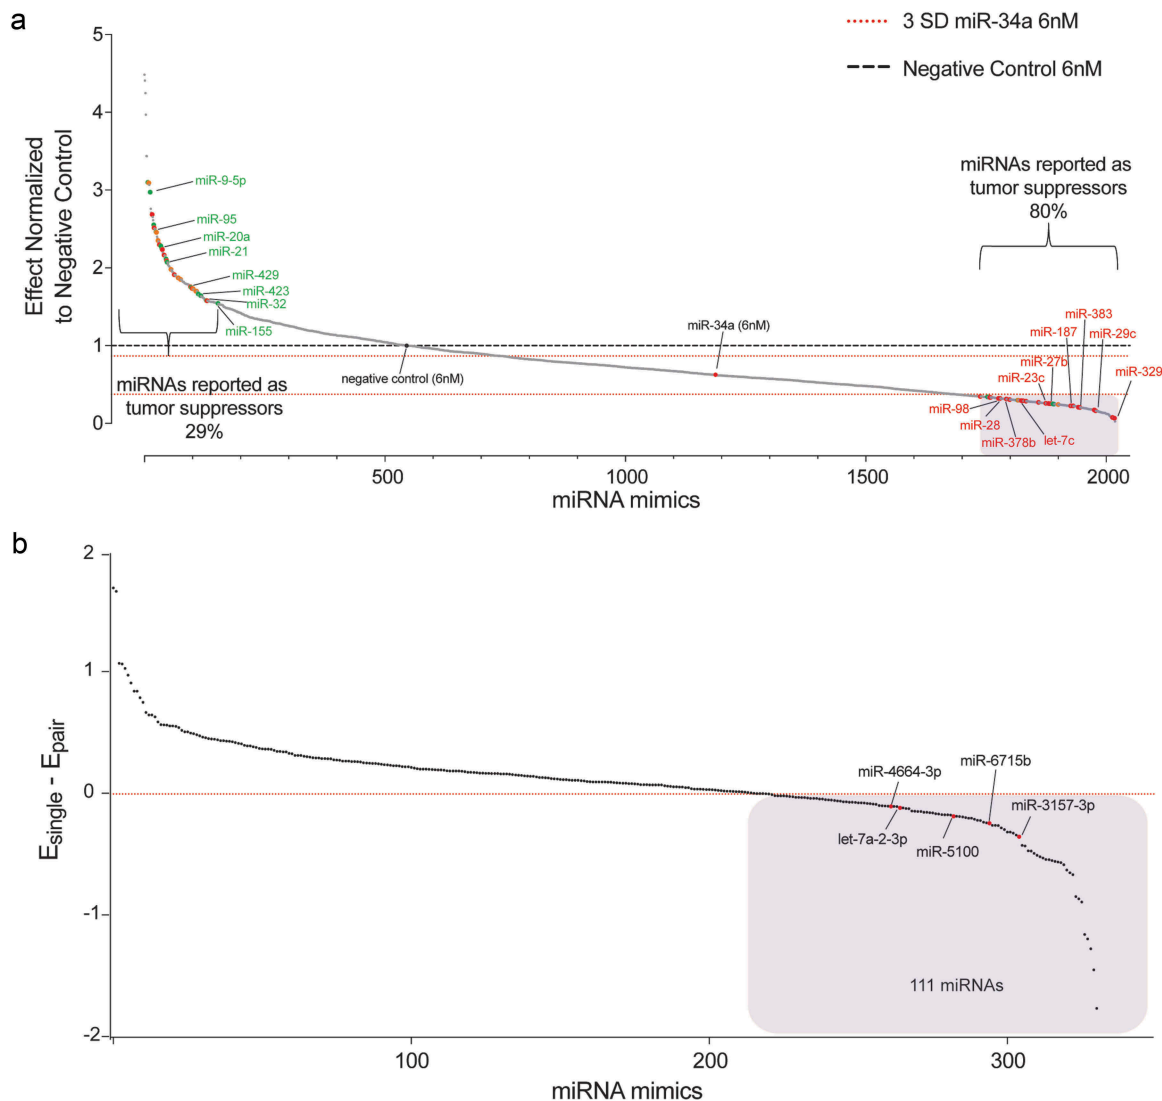 a
3 SD miR-34a 6nM
Negative Control 6nM
Effect Normalized
to Negative Control
5
4
3
2
1
0
miR-9-5p
miR-95
miR-20a
miR-21
miR-429
miR-423
miR-32
miR-155
miRNAs reported as
tumor suppressors
29%
negative control (6nM)
miR-34a (6nM)
miRNAs reported as
tumor suppressors
80%
miR-383
miR-187
miR-29c
miR-27b
miR-329
miR-23c
miR-98
miR-28
miR-378b
let-7c
500
1000
1500
2000
miRNA mimics
b
Esingle - Epair
2
1
0
-1
-2
miR-4664-3p
miR-6715b
miR-3157-3p
let-7a-2-3p
miR-5100
111 miRNAs
100
200
300
miRNA mimics